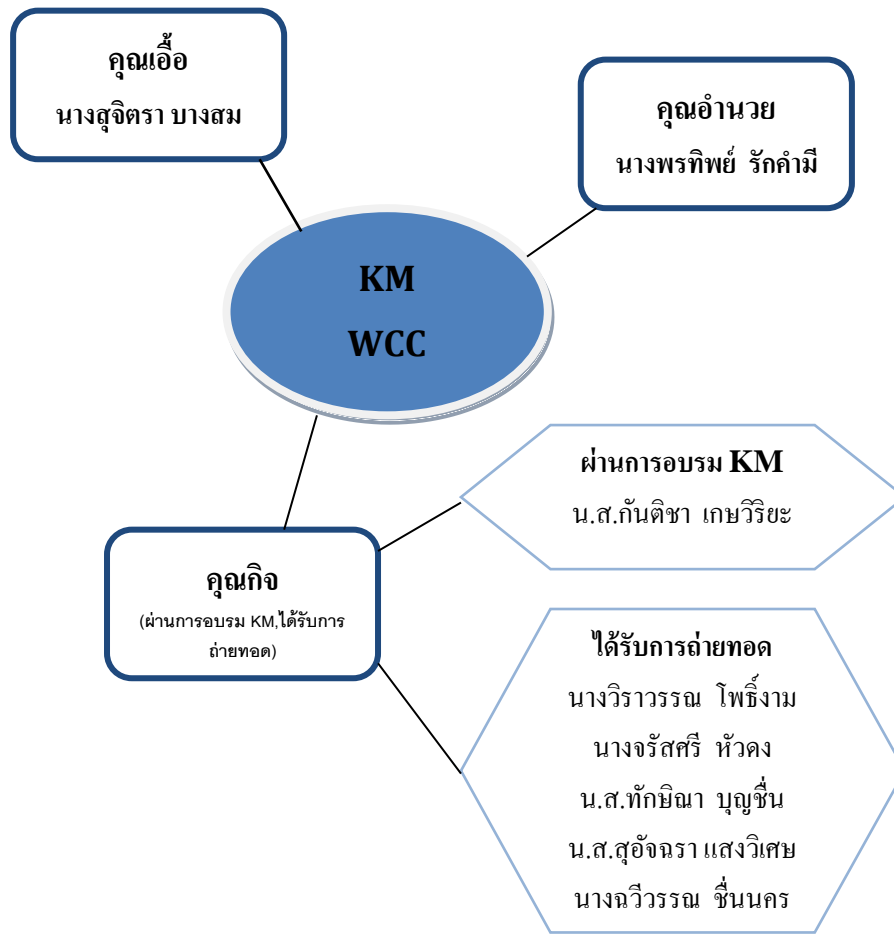 คุณเอื้อ
นางสุจิตรา บางสม
คุณอำนวย
นางพรทิพย์ รักคำมี
KM
WCC
ผ่านการอบรม KM
น.ส.กันติชา เกษวิริยะ
คุณกิจ
(ผ่านการอบรม KM,ได้รับการ
ถ่ายทอด)
ได้รับการถ่ายทอด
นางวิราวรรณ โพธิ์งาม
นางจรัสศรี หัวดง
น.ส.ทักษิณา บุญชื่น
น.ส.สุอัจฉรา แสงวิเศษ
นางฉวีวรรณ ชื่นนคร